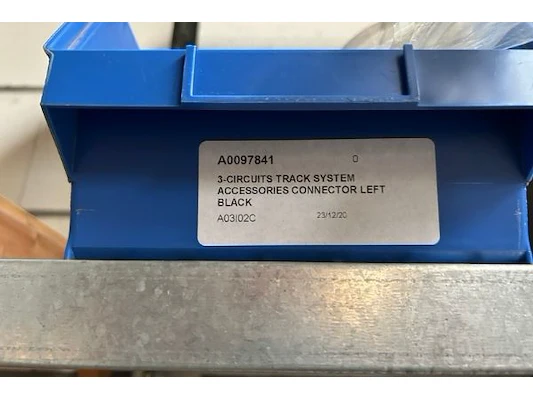 A0097841 0
3-CIRCUITS TRACK SYSTEM
ACCESSORIES CONNECTOR LEFT
BLACK
A03I02C 23/12/20